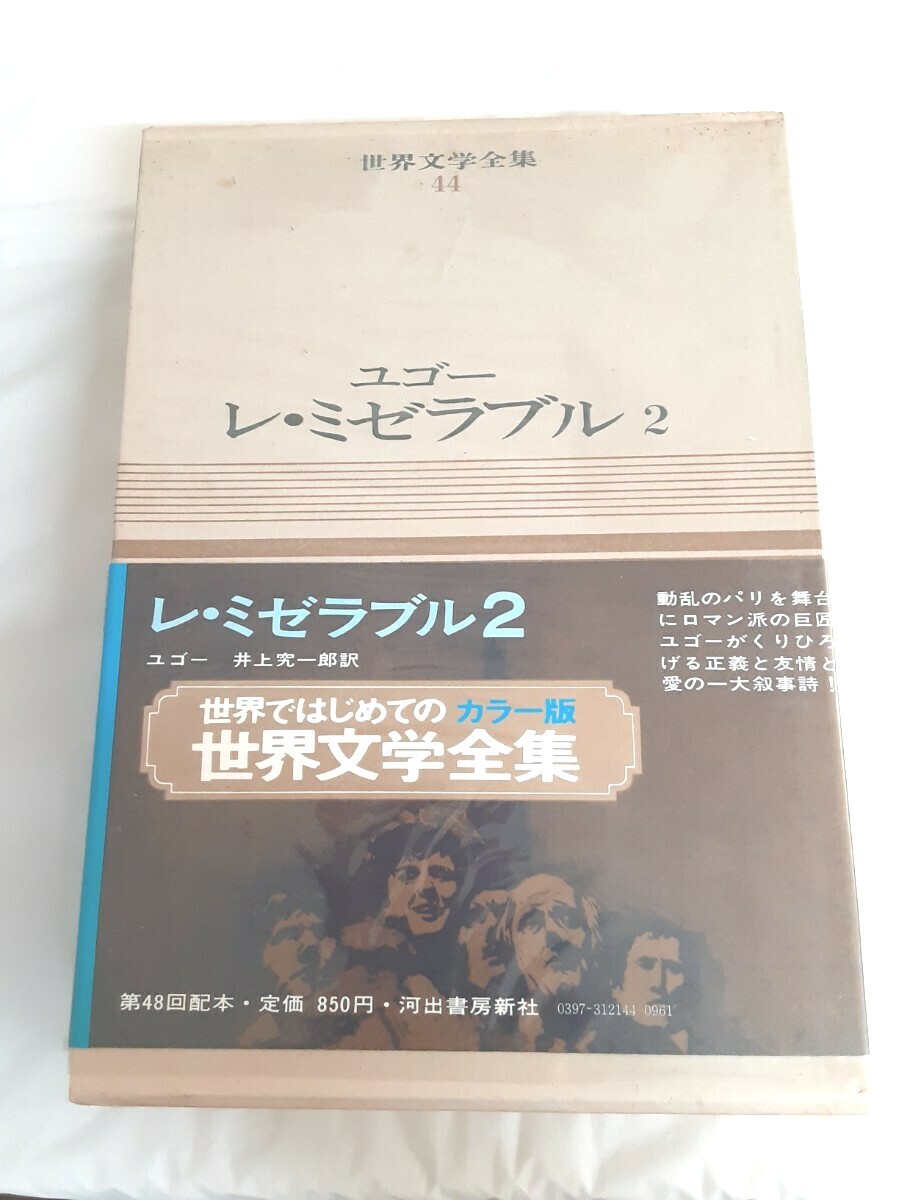 世界文学全集
44
ユゴー
レ・ミゼラブル 2
レ・ミゼラブル2
ユゴー 井上究一郎訳
動乱のパリを舞台
にロマン派の巨匠
ユゴーがくりひろ
げる正義と友情と
愛の一大叙事詩!
世界ではじめての カラー版
世界文学全集
第48回配本・定価 850円・河出書房新社 0397-312144-0961